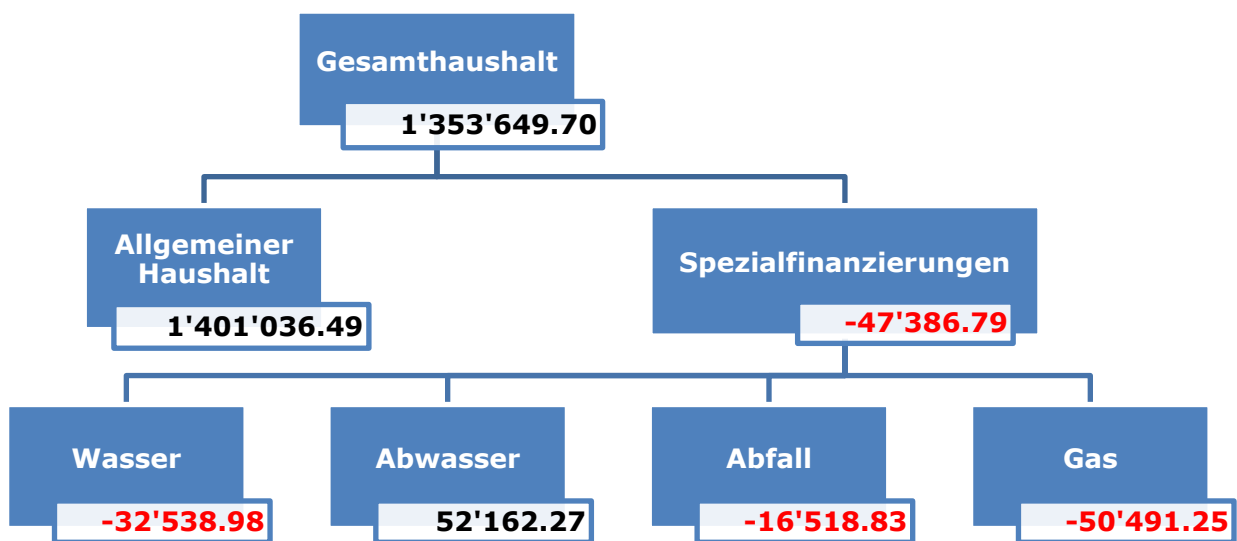 Gesamthaushalt
1'353'649.70
Allgemeiner
Haushalt
1'401'036.49
Spezialfinanzierungen
-47'386.79
Wasser
-32'538.98
Abwasser
52'162.27
Abfall
-16'518.83
Gas
-50'491.25